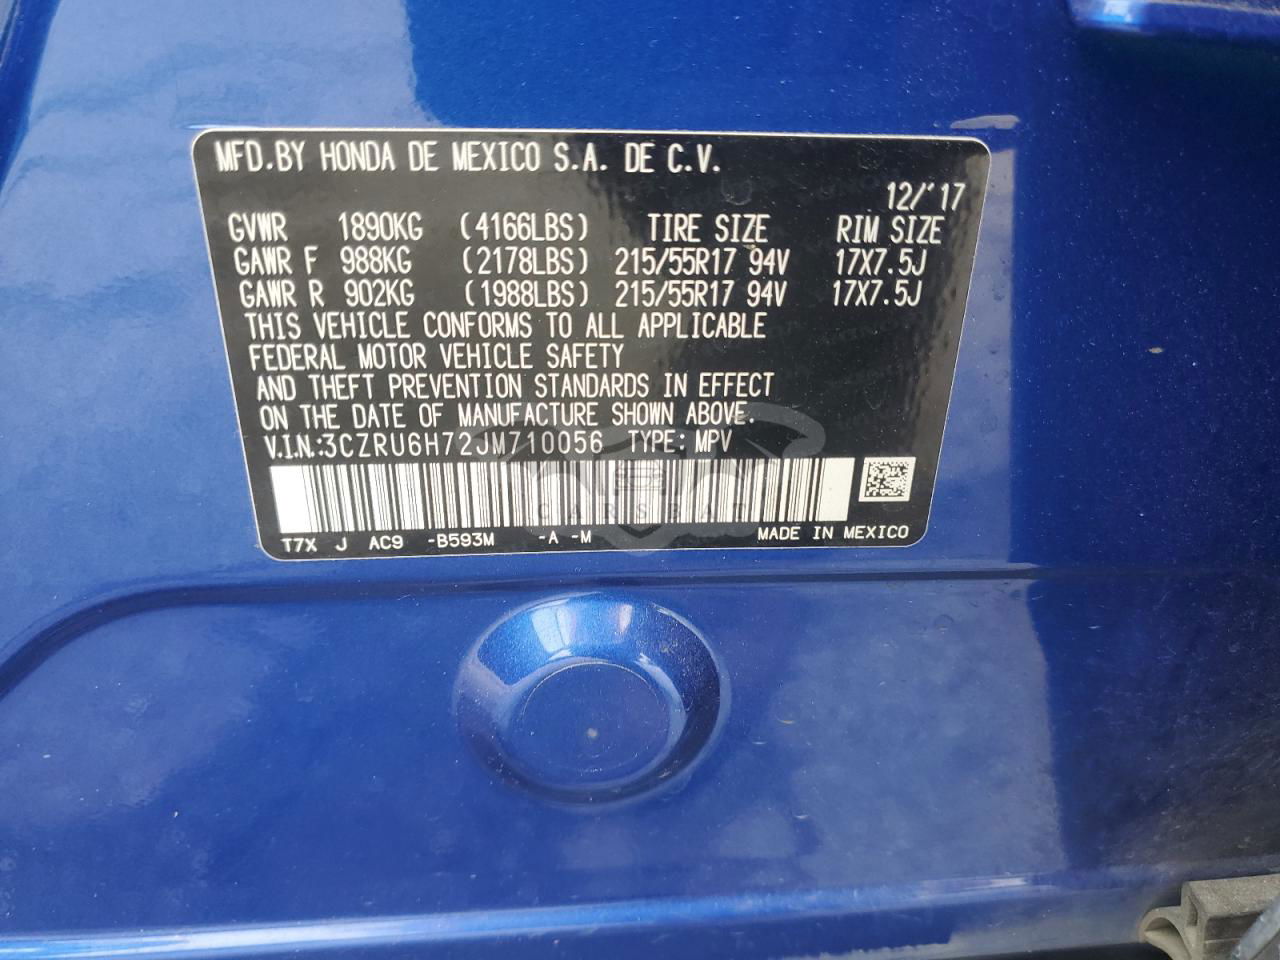 MFD.BY HONDA DE MEXICO S.A. DE C.V.
12/'17
GVWR 1890KG (4166LBS) TIRE SIZE RIM SIZE
GAWR F 988KG (2178LBS) 215/55R17 94V 17X7.5J
GAWR R 902KG (1988LBS) 215/55R17 94V 17X7.5J
THIS VEHICLE CONFORMS TO ALL APPLICABLE
FEDERAL MOTOR VEHICLE SAFETY
AND THEFT PREVENTION STANDARDS IN EFFECT
ON THE DATE OF MANUFACTURE SHOWN ABOVE.
V.I.N:3CZRU6H72JM710056 TYPE: MPV
CARSBAT
T7X J AC9 -B593M -A -M MADE IN MEXICO